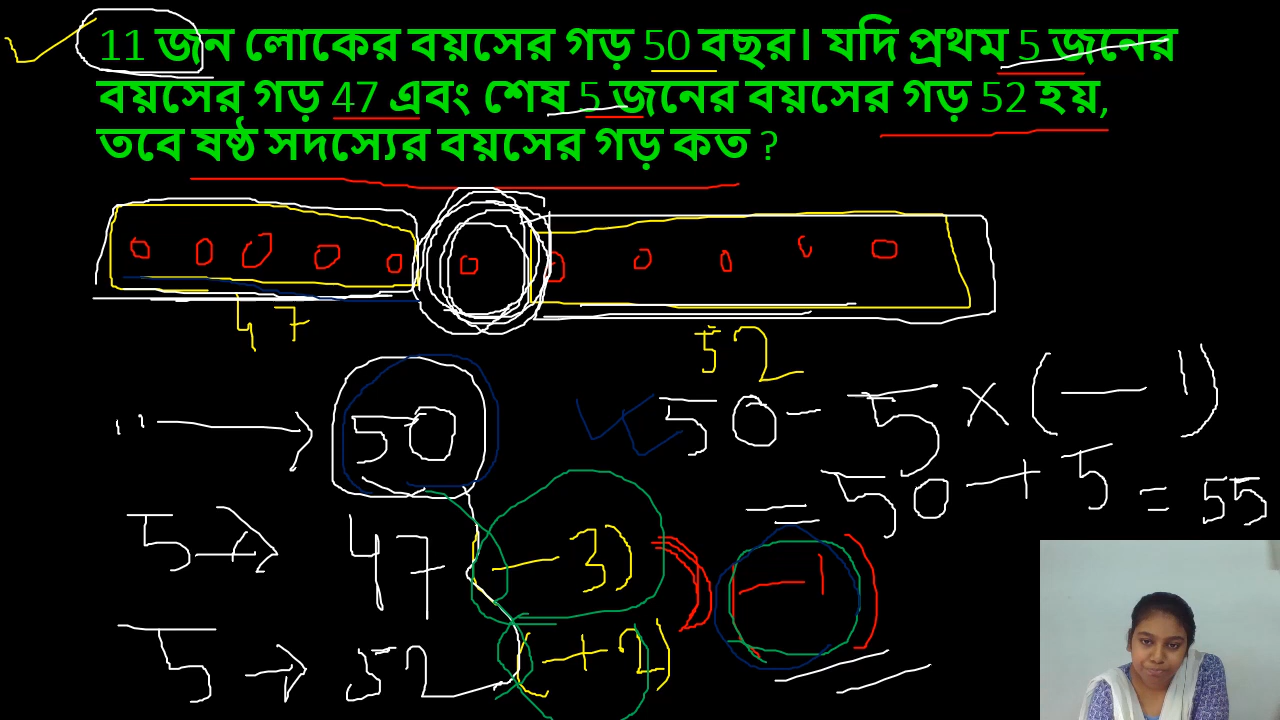 11 জন লোকের বয়সের গড় 50 বছর। যদি প্রথম 5 জনের
বয়সের গড় 47 এবং শেষ 5 জনের বয়সের গড় 52 হয়,
তবে ষষ্ঠ সদস্যের বয়সের গড় কত ?
47
52
11 → 50
50 - 5 × (-1)
= 50 + 5 = 55
5 → 47 (-3)
(-1)
5 → 52 (+2)